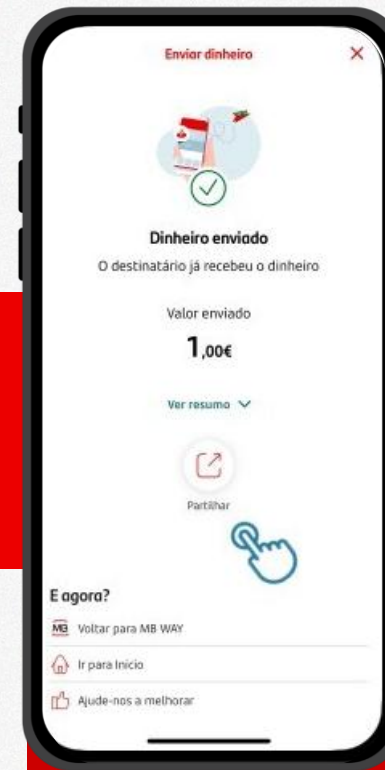 Enviar dinheiro
Dinheiro enviado
O destinatário já recebeu o dinheiro
Valor enviado
1,00€
Ver resumo
Partilhar
E agora?
MB Voltar para MB WAY
Ir para Início
Ajude-nos a melhorar